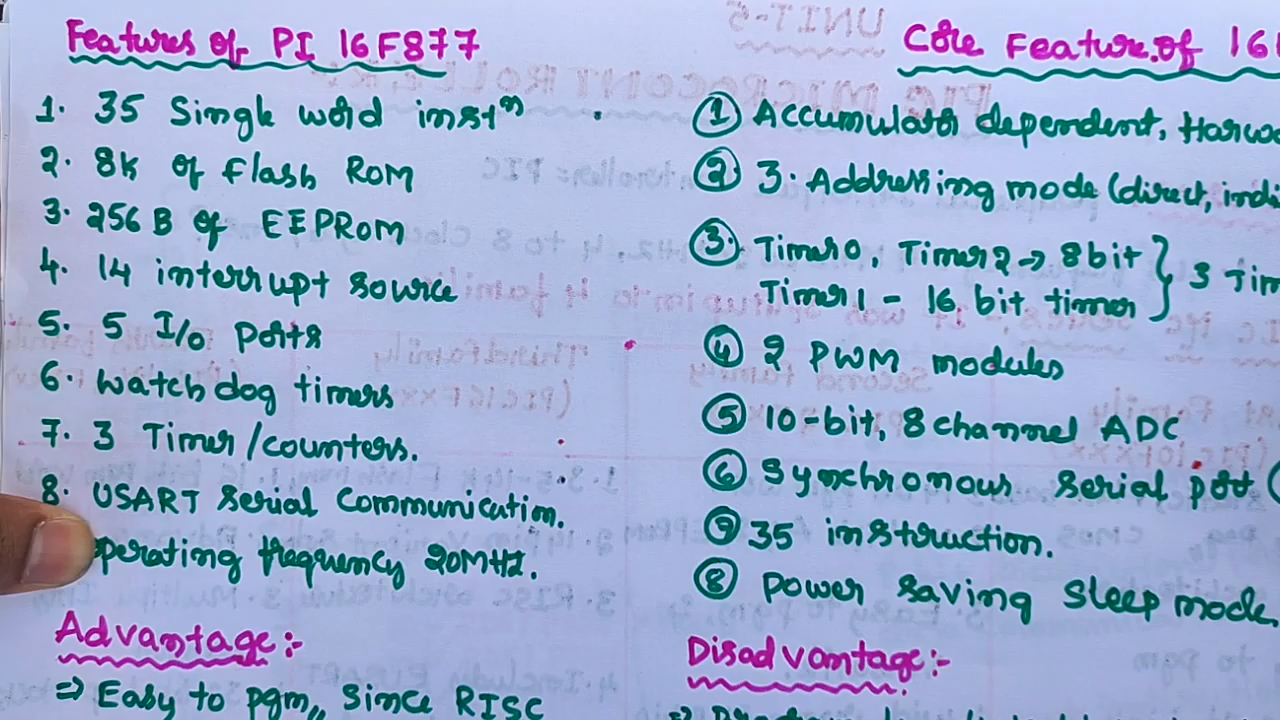 Features of PI 16F877
1. 35 Single word instⁿ
2. 8K of Flash ROM
3. 256 B of EEPROM
4. 14 interrupt source
5. 5 I/o ports
6. watch dog timers
7. 3 Timer/counters.
8. USART serial communication.
perating frequency 20MHz.
Advantage:-
⇒ Easy to pgm,, since RISC
Core Feature.of 16
① Accumulator dependent, Harva
② 3. Addressing mode (direct, indi
③ Timer0, Timer2 → 8bit } 3 Tim
Timer1 - 16 bit timer
④ 2 PWM modules
⑤ 10-bit, 8 channel ADC
⑥ Synchronous serial port (
⑦ 35 instruction.
⑧ power saving sleep mode.
Disadvantage:-